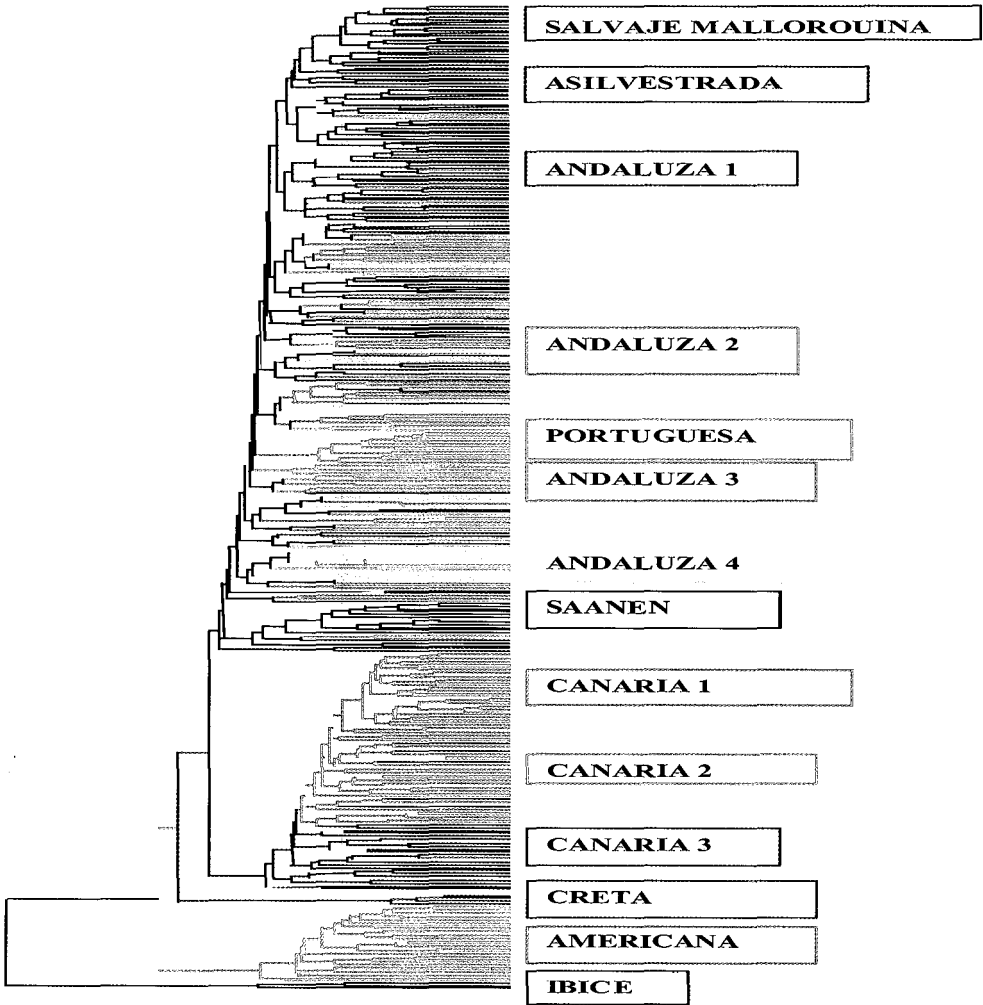 SALVAJE MALLOROUINA
ASILVESTRADA
ANDALUZA 1
ANDALUZA 2
PORTUGUESA
ANDALUZA 3
ANDALUZA 4
SAANEN
CANARIA 1
CANARIA 2
CANARIA 3
CRETA
AMERICANA
IBICE